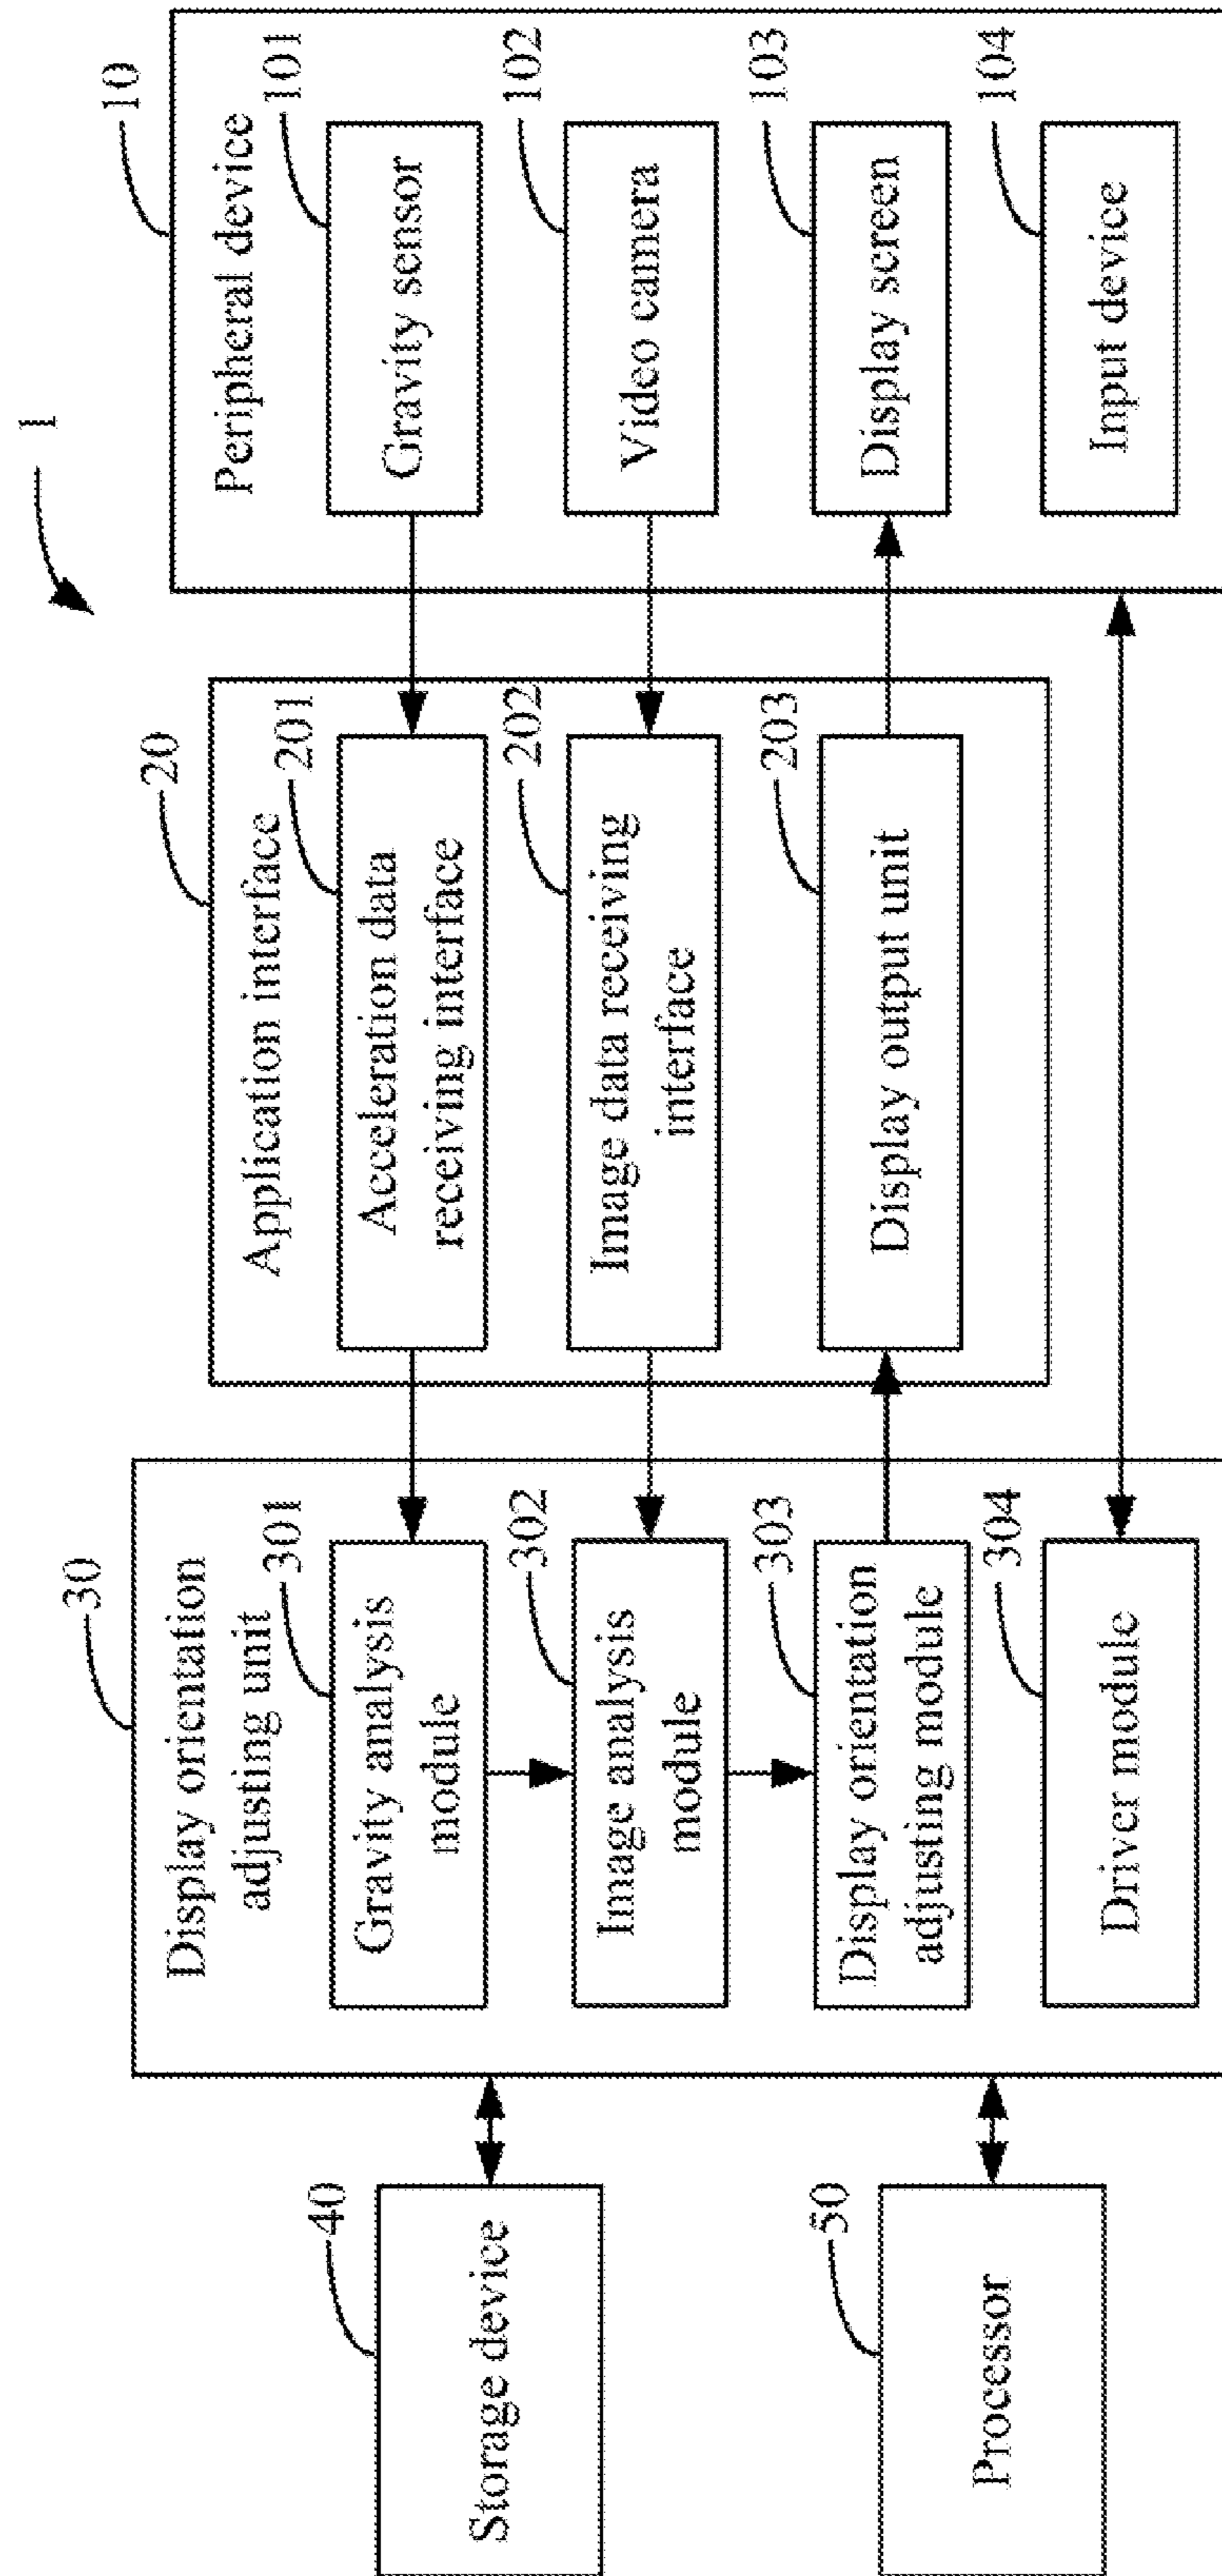 1
30
Display orientation
adjusting unit
301
Gravity analysis
module
302
Image analysis
module
303
Display orientation
adjusting module
304
Driver module
20
Application interface
201
Acceleration data
receiving interface
202
Image data receiving
interface
203
Display output unit
10
Peripheral device
101
Gravity sensor
102
Video camera
103
Display screen
104
Input device
40
Storage device
50
Processor